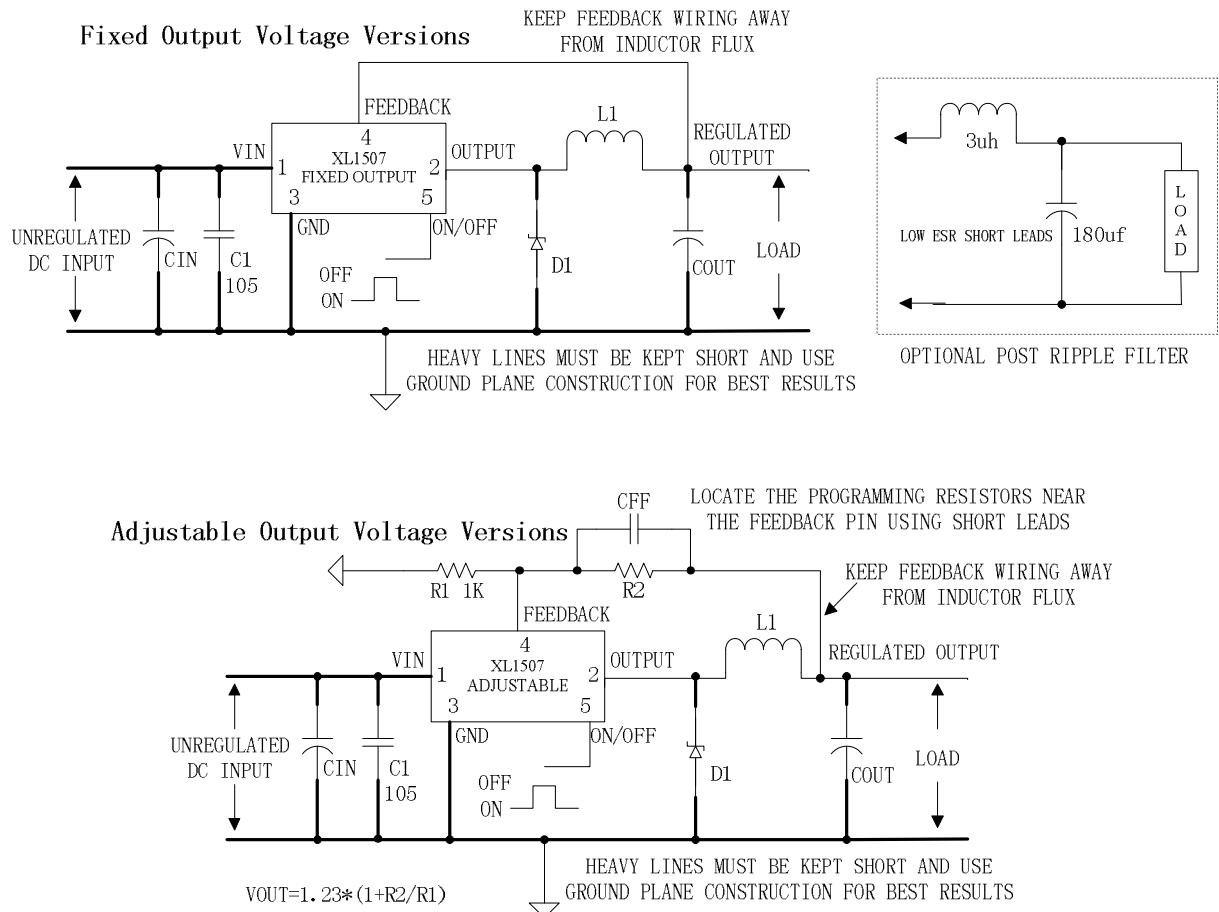 Fixed Output Voltage Versions
KEEP FEEDBACK WIRING AWAY
FROM INDUCTOR FLUX
FEEDBACK
4
L1
VIN
1
XL1507
FIXED OUTPUT
2
OUTPUT
REGULATED
OUTPUT
3
5
GND
ON/OFF
UNREGULATED
DC INPUT
CIN
C1
105
OFF
ON
D1
COUT
LOAD
HEAVY LINES MUST BE KEPT SHORT AND USE
GROUND PLANE CONSTRUCTION FOR BEST RESULTS
3uh
LOW ESR SHORT LEADS
180uf
LOAD
OPTIONAL POST RIPPLE FILTER
Adjustable Output Voltage Versions
CFF
LOCATE THE PROGRAMMING RESISTORS NEAR
THE FEEDBACK PIN USING SHORT LEADS
R1 1K
R2
KEEP FEEDBACK WIRING AWAY
FROM INDUCTOR FLUX
FEEDBACK
4
L1
VIN
1
XL1507
ADJUSTABLE
2
OUTPUT
REGULATED OUTPUT
3
5
GND
ON/OFF
UNREGULATED
DC INPUT
CIN
C1
105
OFF
ON
D1
COUT
LOAD
HEAVY LINES MUST BE KEPT SHORT AND USE
GROUND PLANE CONSTRUCTION FOR BEST RESULTS
VOUT=1.23*(1+R2/R1)